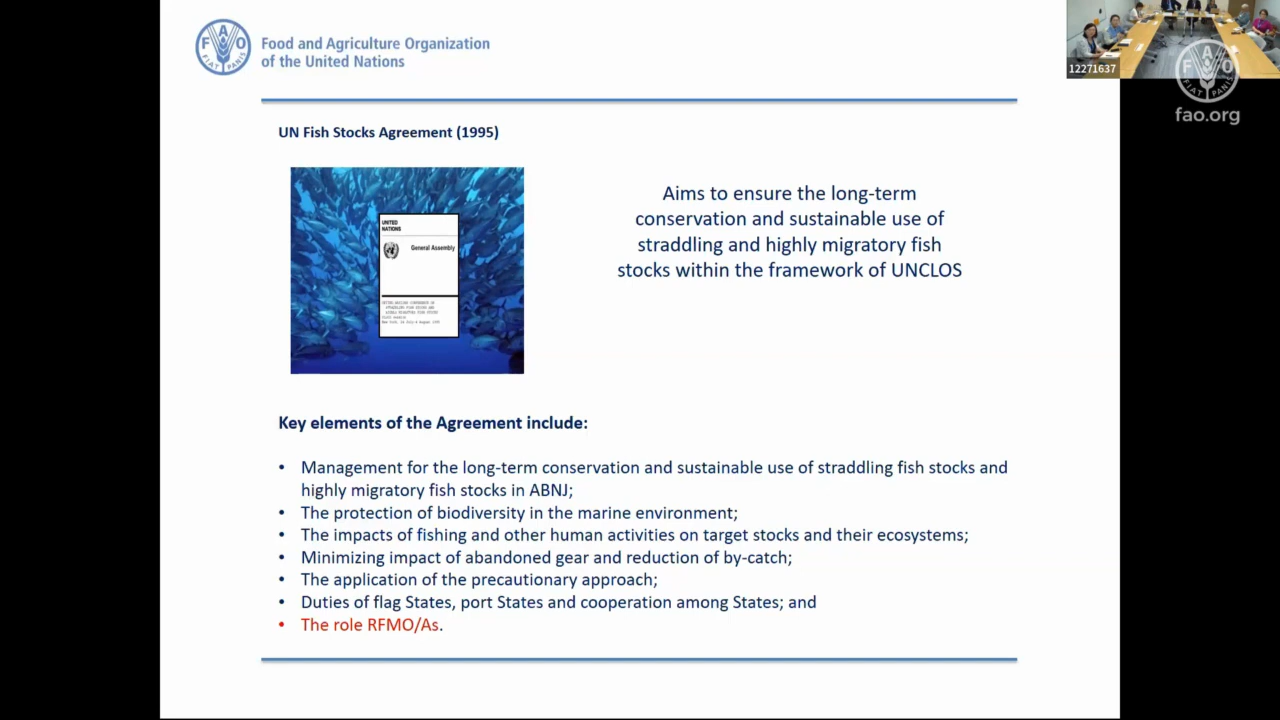 FAO
FIAT PANIS
Food and Agriculture Organization
of the United Nations
12271637
FAO
FIAT PANIS
fao.org
UN Fish Stocks Agreement (1995)
UNITED
NATIONS
General Assembly
Aims to ensure the long-term
conservation and sustainable use of
straddling and highly migratory fish
stocks within the framework of UNCLOS
Key elements of the Agreement include:
• Management for the long-term conservation and sustainable use of straddling fish stocks and
highly migratory fish stocks in ABNJ;
• The protection of biodiversity in the marine environment;
• The impacts of fishing and other human activities on target stocks and their ecosystems;
• Minimizing impact of abandoned gear and reduction of by-catch;
• The application of the precautionary approach;
• Duties of flag States, port States and cooperation among States; and
• The role RFMO/As.